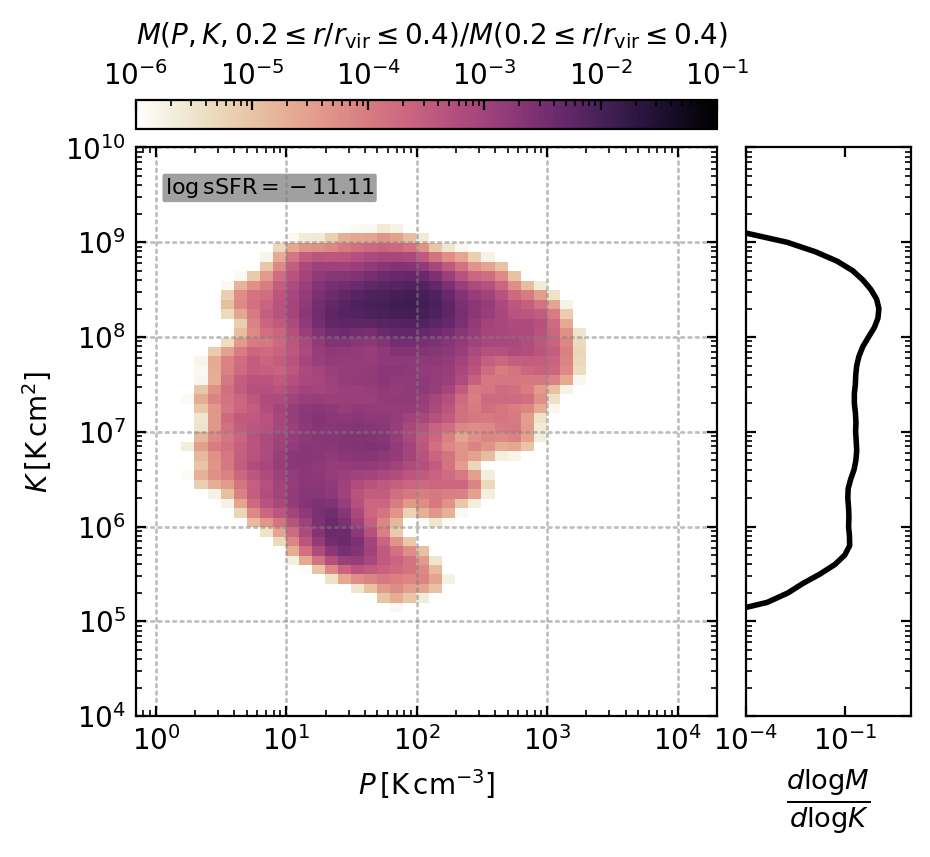 M(P, K, 0.2 ≤ r/r_vir ≤ 0.4)/M(0.2 ≤ r/r_vir ≤ 0.4)
10^−6 10^−5 10^−4 10^−3 10^−2 10^−1
log sSFR = −11.11
10^10
10^9
10^8
10^7
10^6
10^5
10^4
K [K cm^2]
10^0 10^1 10^2 10^3 10^4
P [K cm^−3]
10^−4 10^−1
dlogM
dlogK